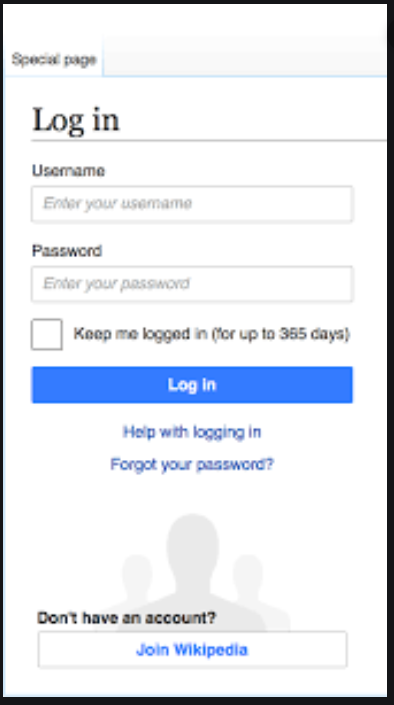 Special page
Log in
Username
Enter your username
Password
Enter your password
Keep me logged in (for up to 365 days)
Log in
Help with logging in
Forgot your password?
Don't have an account?
Join Wikipedia